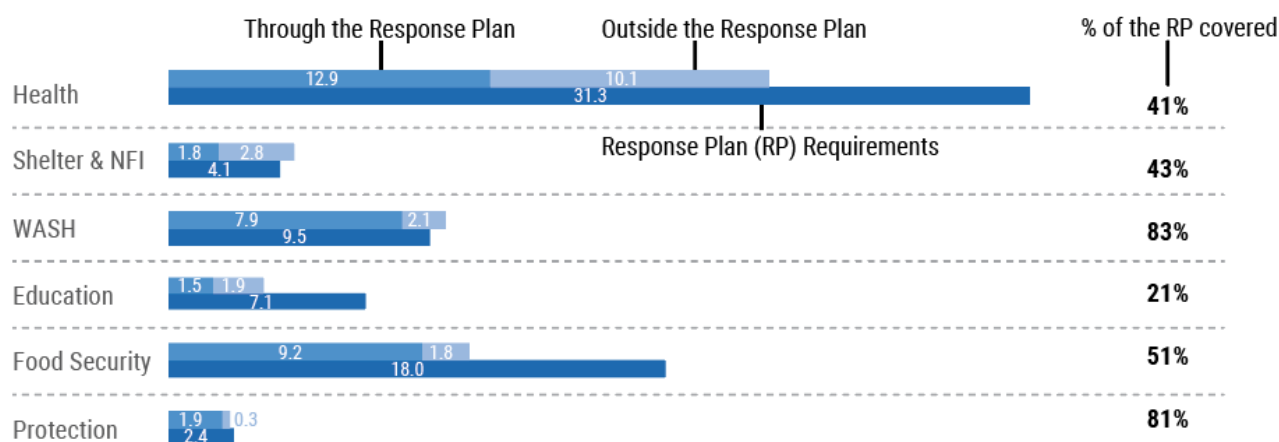 Through the Response Plan Outside the Response Plan % of the RP covered
12.9 10.1
Health 31.3 41%
Response Plan (RP) Requirements
1.8 2.8
Shelter & NFI 4.1 43%
7.9 2.1
WASH 9.5 83%
1.5 1.9
Education 7.1 21%
9.2 1.8
Food Security 18.0 51%
1.9 0.3 81%
Protection 2.4